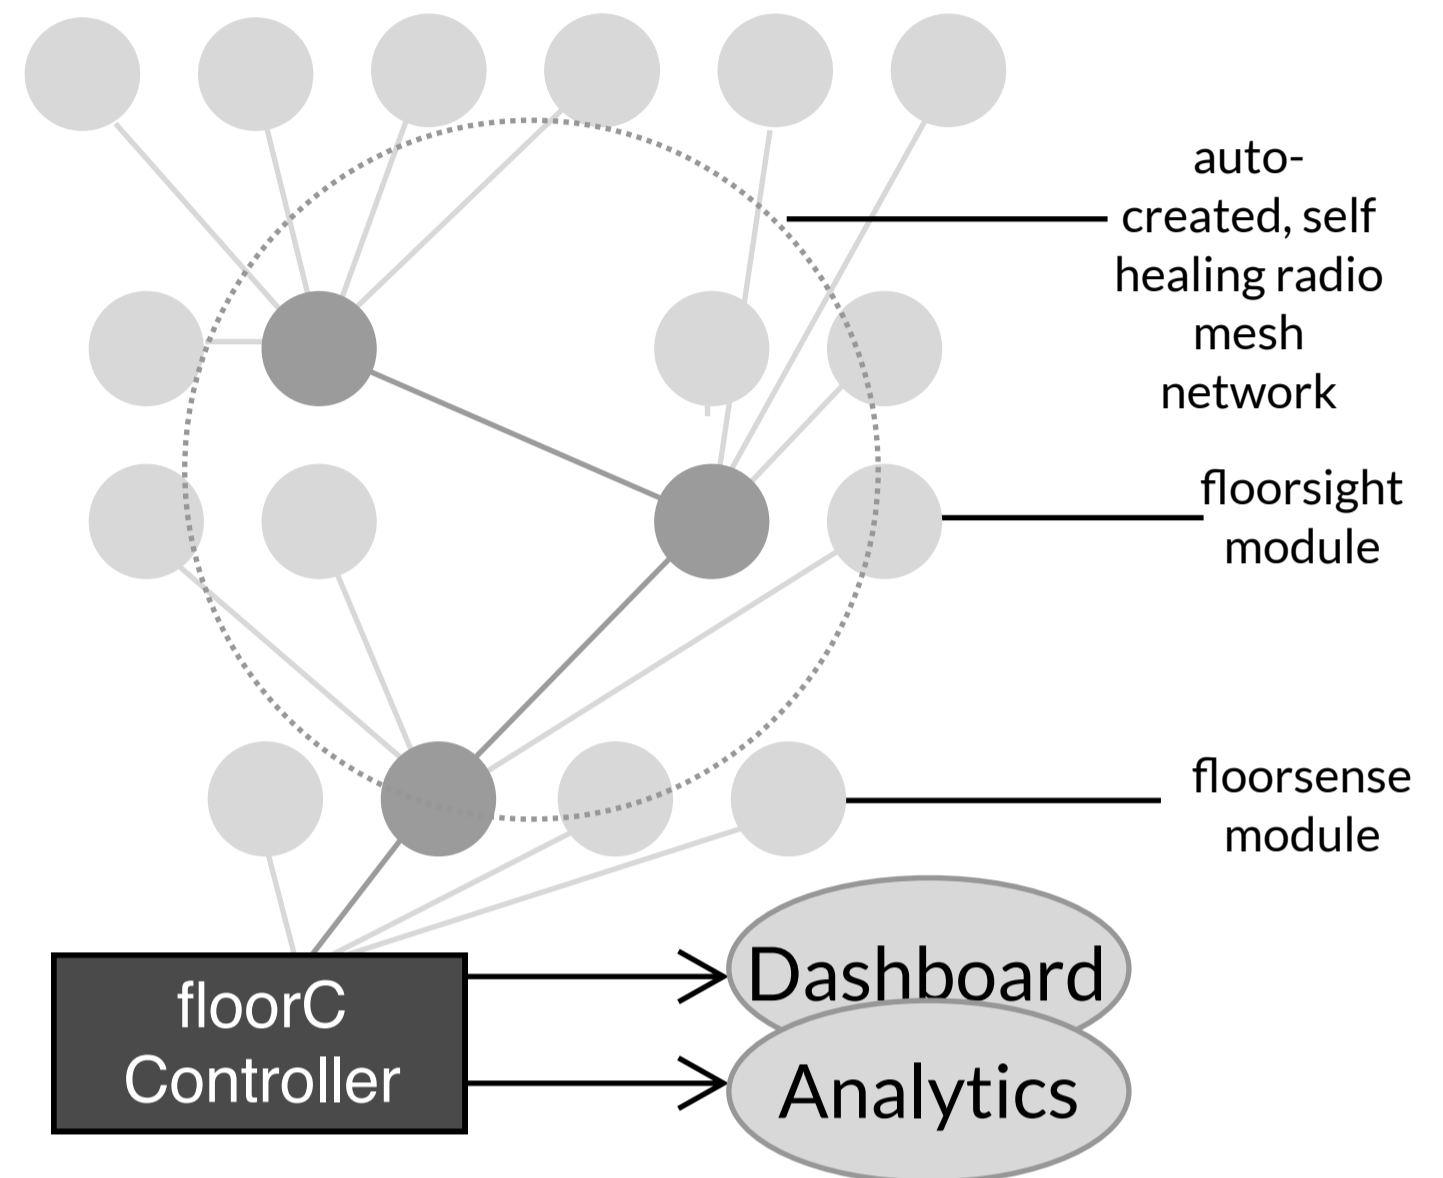 auto-
created, self
healing radio
mesh
network
floorsight
module
floorsense
module
Dashboard
floorC
Controller
Analytics